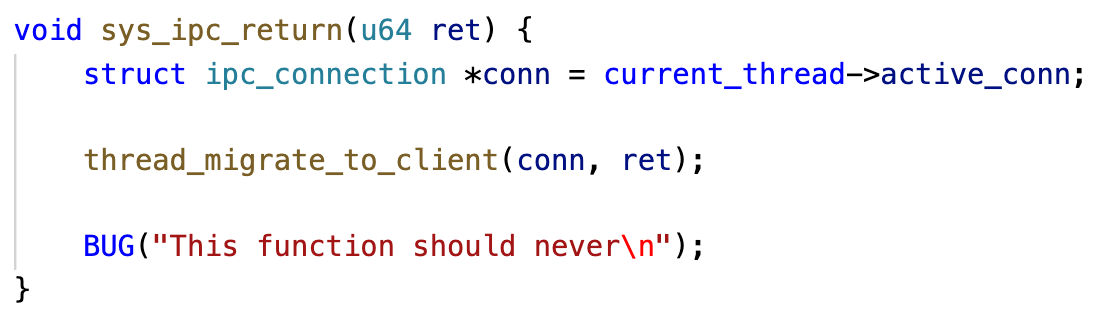 void sys_ipc_return(u64 ret) {
    struct ipc_connection *conn = current_thread->active_conn;
    thread_migrate_to_client(conn, ret);
    BUG("This function should never\n");
}